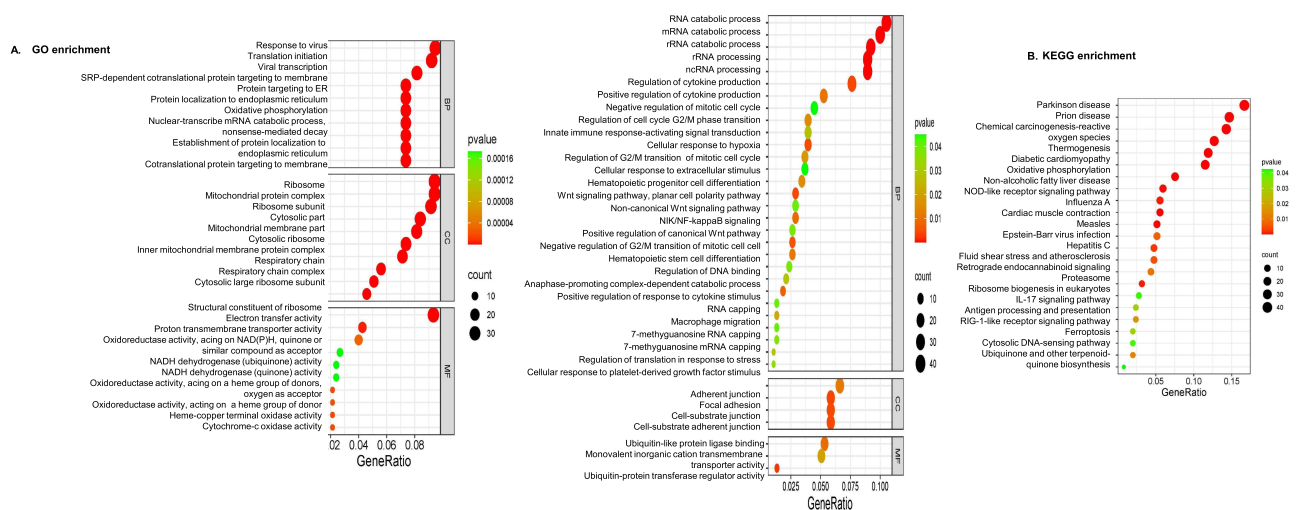 A. GO enrichment
Response to virus
Translation initiation
Viral transcription
SRP-dependent cotranslational protein targeting to membrane
Protein targeting to ER
Protein localization to endoplasmic reticulum
Oxidative phosphorylation
Nuclear-transcribe mRNA catabolic process,
nonsense-mediated decay
Establishment of protein localization to
endoplasmic reticulum
Cotranslational protein targeting to membrane
BP
Ribosome
Mitochondrial protein complex
Ribosome subunit
Cytosolic part
Mitochondrial membrane part
Cytosolic ribosome
Inner mitochondrial membrane protein complex
Respiratory chain
Respiratory chain complex
Cytosolic large ribosome subunit
CC
Structural constituent of ribosome
Electron transfer activity
Proton transmembrane transporter activity
Oxidoreductase activity, acting on NAD(P)H, quinone or
similar compound as acceptor
NADH dehydrogenase (ubiquinone) activity
NADH dehydrogenase (quinone) activity
Oxidoreductase activity, acting on a heme group of donors,
oxygen as acceptor
Oxidoreductase activity, acting on a heme group of donor
Heme-copper terminal oxidase activity
Cytochrome-c oxidase activity
MF
02 0.04 0.06 0.08
GeneRatio
pvalue
0.00016
0.00012
0.00008
0.00004
count
10
20
30
RNA catabolic process
mRNA catabolic process
rRNA catabolic process
rRNA processing
ncRNA processing
Regulation of cytokine production
Positive regulation of cytokine production
Negative regulation of mitotic cell cycle
Regulation of cell cycle G2/M phase transition
Innate immune response-activating signal transduction
Cellular response to hypoxia
Regulation of G2/M transition of mitotic cell cycle
Cellular response to extracellular stimulus
Hematopoietic progenitor cell differentiation
Wnt signaling pathway, planar cell polarity pathway
Non-canonical Wnt signaling pathway
NIK/NF-kappaB signaling
Positive regulation of canonical Wnt pathway
Negative regulation of G2/M transition of mitotic cell cell
Hematopoietic stem cell differentiation
Regulation of DNA binding
Anaphase-promoting complex-dependent catabolic process
Positive regulation of response to cytokine stimulus
RNA capping
Macrophage migration
7-methyguanosine RNA capping
7-methyguanosine mRNA capping
Regulation of translation in response to stress
Cellular response to platelet-derived growth factor stimulus
BP
Adherent junction
Focal adhesion
Cell-substrate junction
Cell-substrate adherent junction
CC
Ubiquitin-like protein ligase binding
Monovalent inorganic cation transmembrane
transporter activity
Ubiquitin-protein transferase regulator activity
MF
0.025 0.050 0.075 0.100
GeneRatio
pvalue
0.04
0.03
0.02
0.01
count
10
20
30
40
B. KEGG enrichment
Parkinson disease
Prion disease
Chemical carcinogenesis-reactive
oxygen species
Thermogenesis
Diabetic cardiomyopathy
Oxidative phosphorylation
Non-alcoholic fatty liver disease
NOD-like receptor signaling pathway
Influenza A
Cardiac muscle contraction
Measles
Epstein-Barr virus infection
Hepatitis C
Fluid shear stress and atherosclerosis
Retrograde endocannabinoid signaling
Proteasome
Ribosome biogenesis in eukaryotes
IL-17 signaling pathway
Antigen processing and presentation
RIG-1-like receptor signaling pathway
Ferroptosis
Cytosolic DNA-sensing pathway
Ubiquinone and other terpenoid-
quinone biosynthesis
0.05 0.10 0.15
GeneRatio
pvalue
0.04
0.03
0.02
0.01
count
10
20
30
40